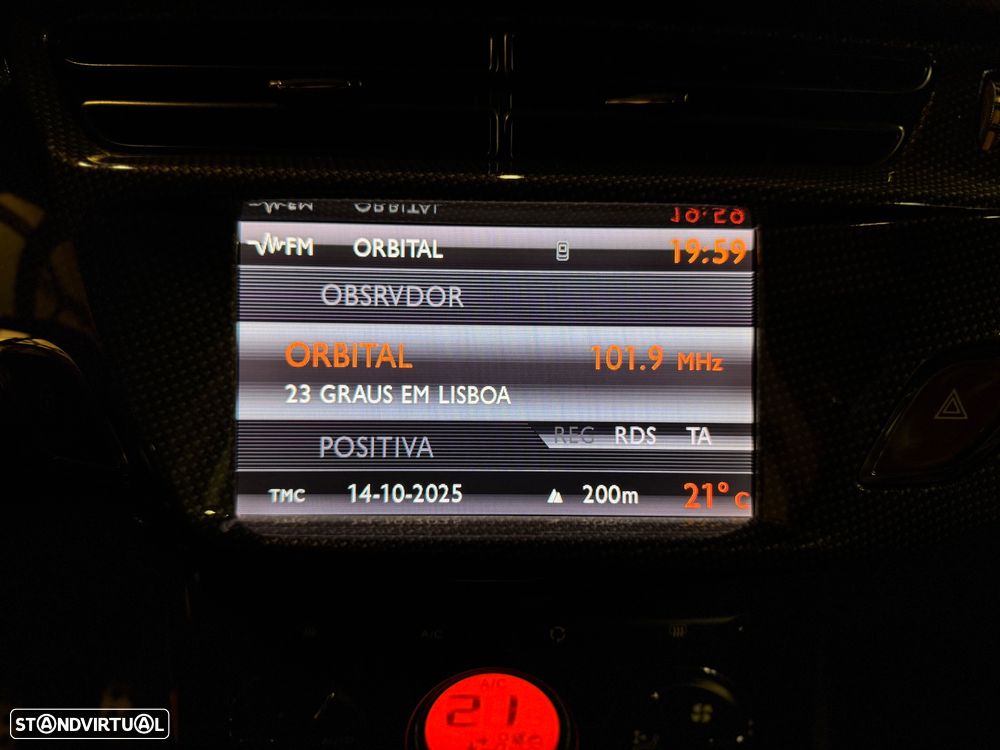 FM ORBITAL 19:59
OBSRVDOR
ORBITAL 101.9 MHz
23 GRAUS EM LISBOA
POSITIVA REG RDS TA
TMC 14-10-2025 200m 21° C
A/C
A/C
21
STANDVIRTUAL